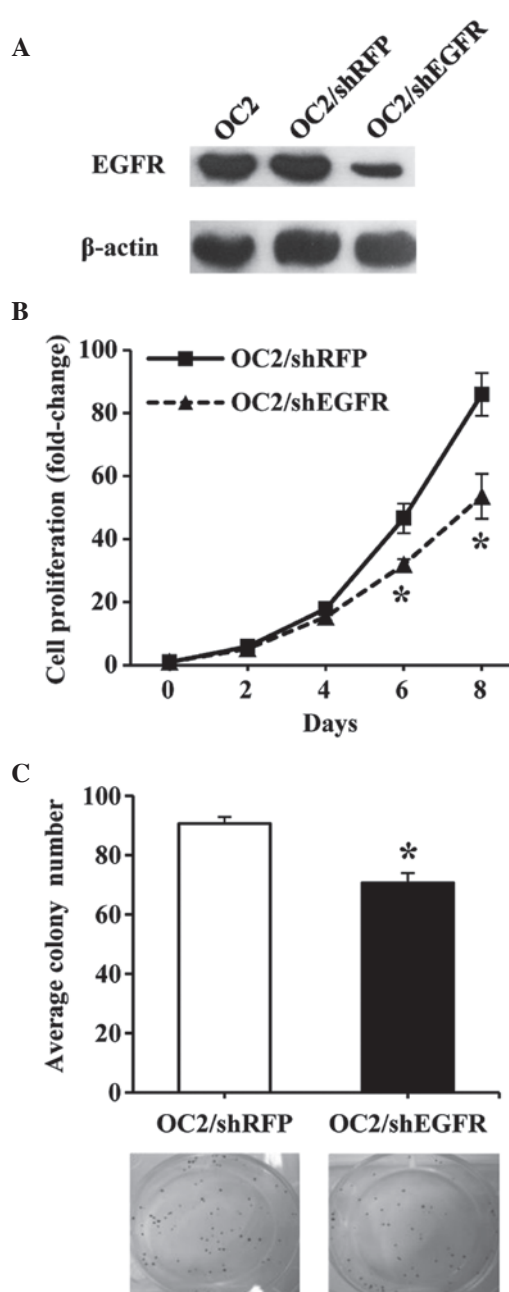 A
OC2
OC2/shRFP
OC2/shEGFR
EGFR
β-actin
B
Cell proliferation (fold-change)
100
80
60
40
20
0
OC2/shRFP
OC2/shEGFR
*
*
0 2 4 6 8
Days
C
Average colony number
100
80
60
40
20
0
*
OC2/shRFP OC2/shEGFR